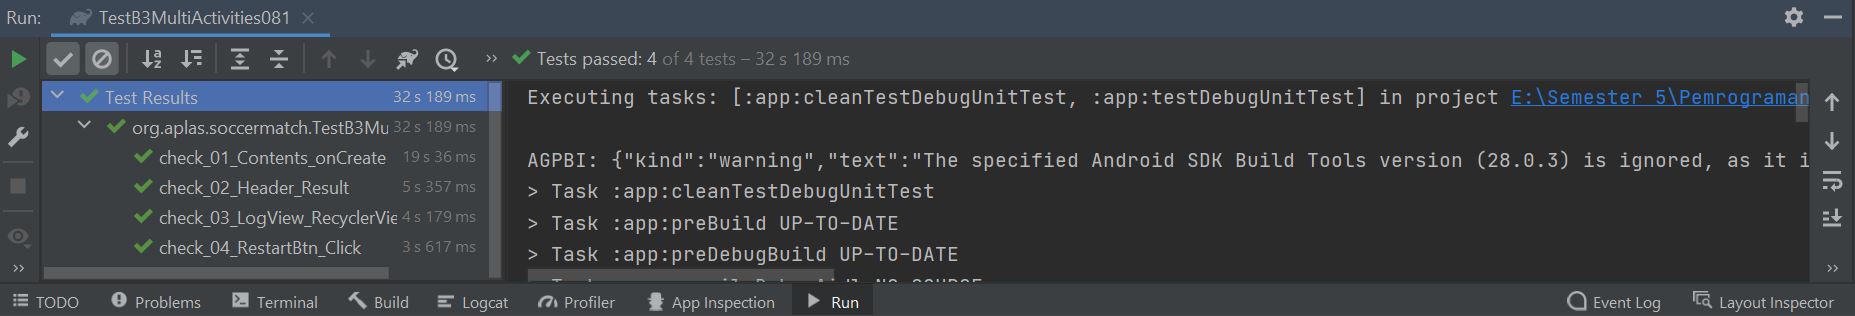 Run: TestB3MultiActivities081
Tests passed: 4 of 4 tests – 32 s 189 ms
Test Results 32 s 189 ms
org.aplas.soccermatch.TestB3Mu 32 s 189 ms
check_01_Contents_onCreate 19 s 36 ms
check_02_Header_Result 5 s 357 ms
check_03_LogView_RecyclerVie 4 s 179 ms
check_04_RestartBtn_Click 3 s 617 ms
Executing tasks: [:app:cleanTestDebugUnitTest, :app:testDebugUnitTest] in project E:\Semester 5\Pemrograman
AGPBI: {"kind":"warning","text":"The specified Android SDK Build Tools version (28.0.3) is ignored, as it i
> Task :app:cleanTestDebugUnitTest
> Task :app:preBuild UP-TO-DATE
> Task :app:preDebugBuild UP-TO-DATE
TODO Problems Terminal Build Logcat Profiler App Inspection Run Event Log Layout Inspector